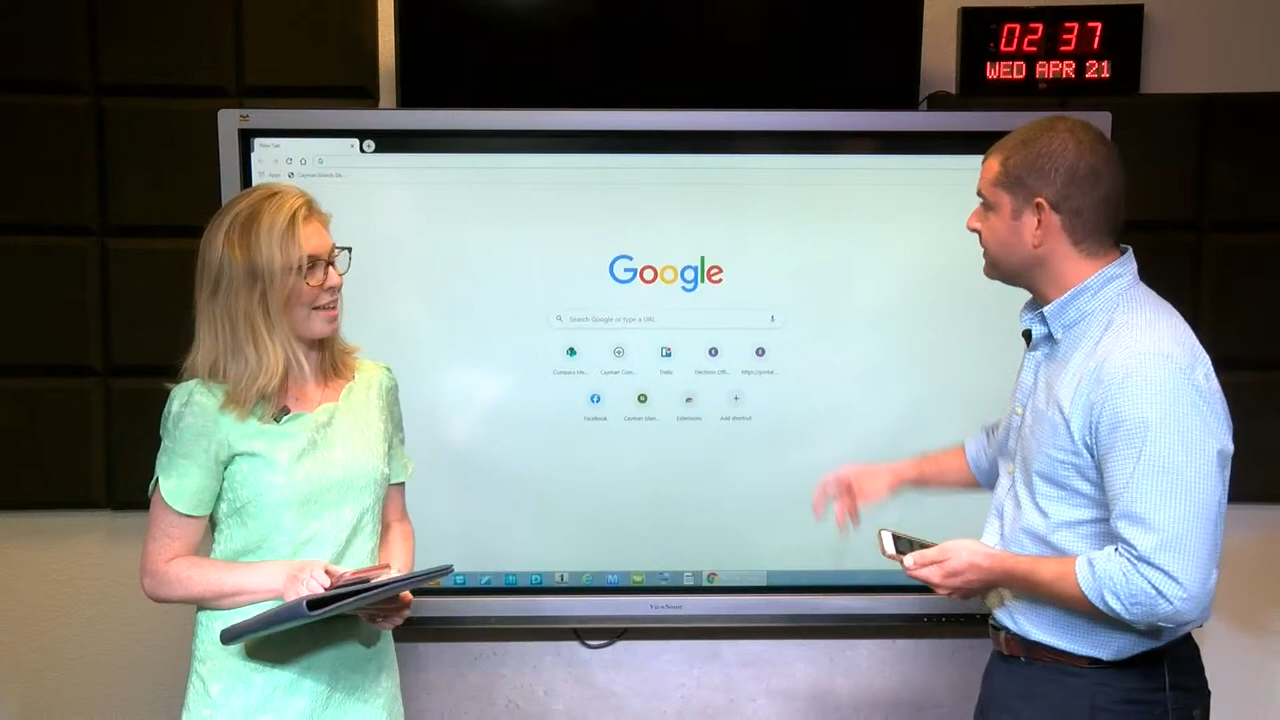 02 37
WED APR 21
New Tab
Apps
Cayman Islands Ele...
Google
Search Google or type a URL
Compass Me...
Cayman Com...
Trello
Elections Offi...
https://portal...
Facebook
Cayman Islan...
Extensions
Add shortcut
ViewSonic